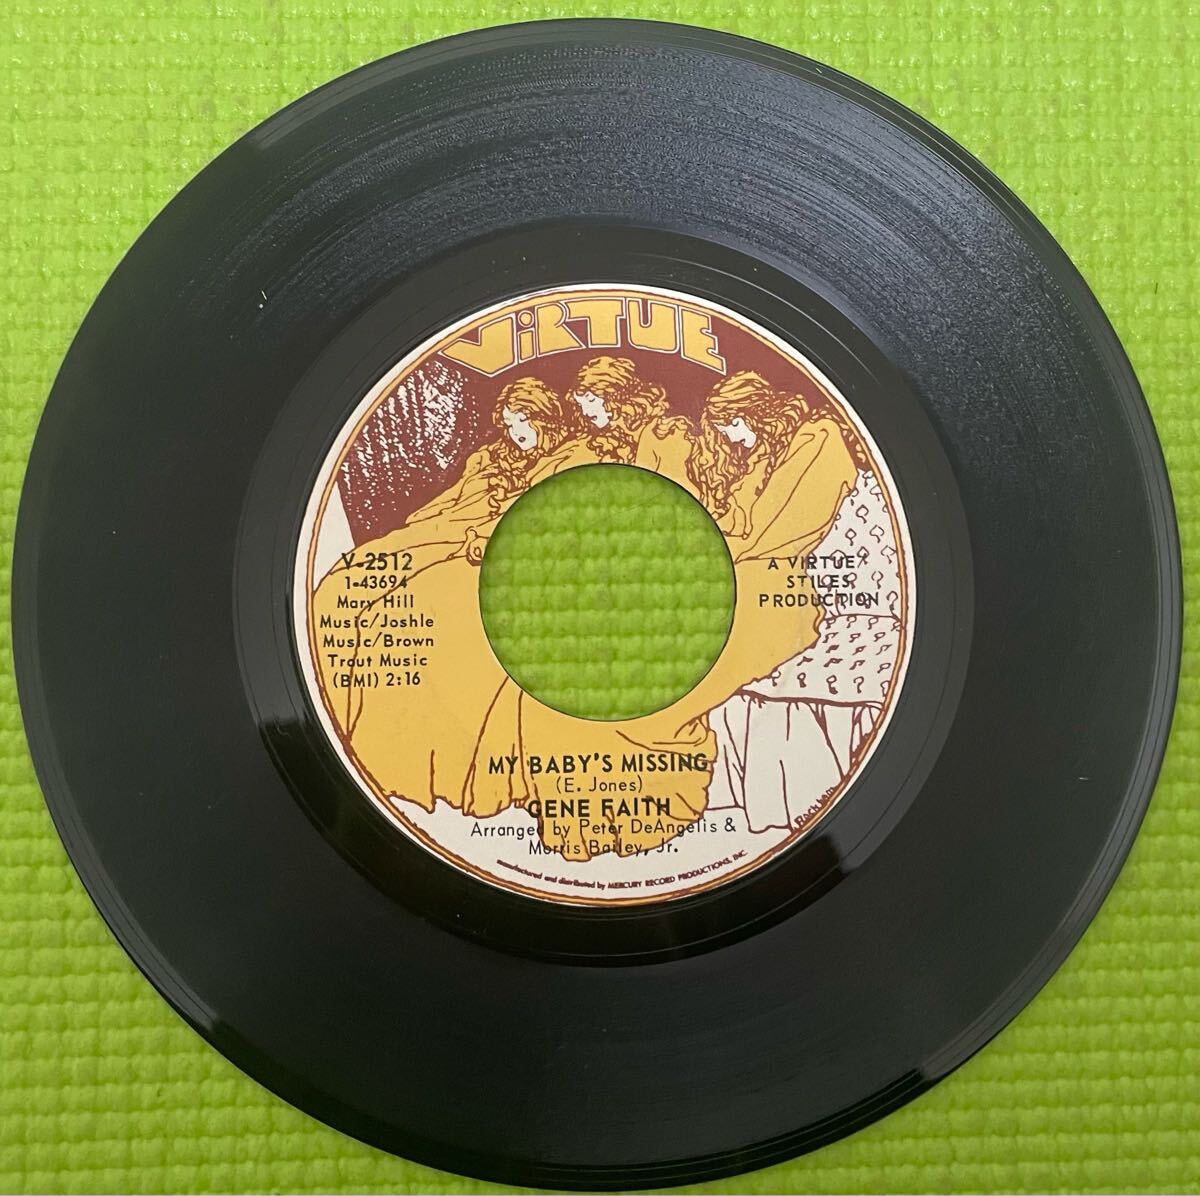 ViRTUE
V-2512
1-43694
Mary Hill
Music/Joshle
Music/Brown
Trout Music
(BMI) 2:16
A VIRTUE/
STILES
PRODUCTION
MY BABY'S MISSING
(E. Jones)
GENE FAITH
Arranged by Peter DeAngelis &
Morris Bailey, Jr.
manufactured and distributed by MERCURY RECORD PRODUCTIONS, INC.